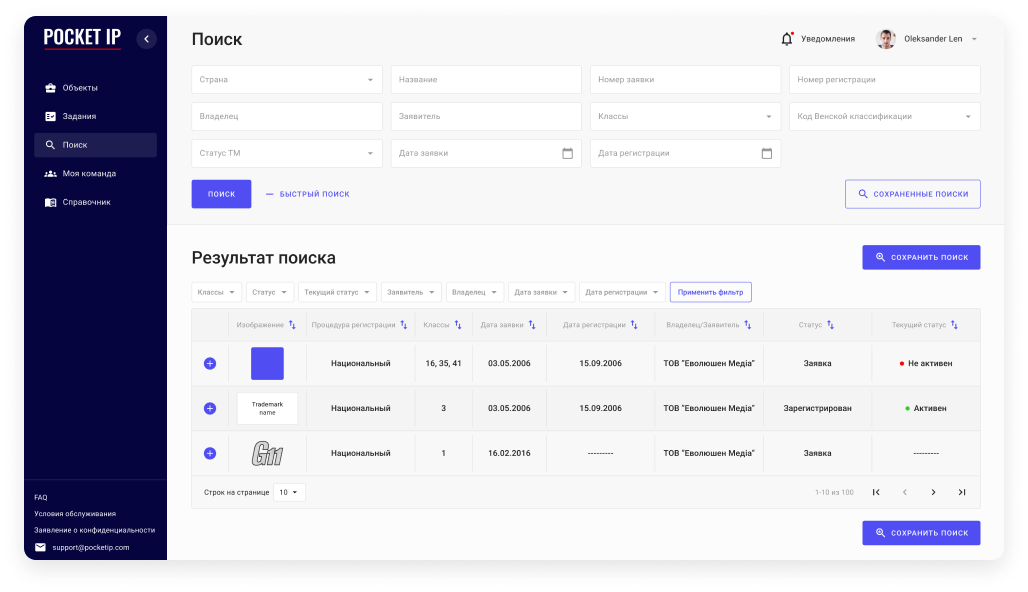 POCKET IP
Объекты
Задания
Поиск
Моя команда
Справочник
FAQ
Условия обслуживания
Заявление о конфиденциальности
support@pocketip.com
Поиск
Уведомления
Oleksander Len
Страна
Название
Номер заявки
Номер регистрации
Владелец
Заявитель
Классы
Код Венской классификации
Статус ТМ
Дата заявки
Дата регистрации
ПОИСК
БЫСТРЫЙ ПОИСК
СОХРАНЕННЫЕ ПОИСКИ
Результат поиска
СОХРАНИТЬ ПОИСК
Классы
Статус
Текущий статус
Заявитель
Владелец
Дата заявки
Дата регистрации
Применить фильтр
Изображение
Процедура регистрации
Классы
Дата заявки
Дата регистрации
Владелец/Заявитель
Статус
Текущий статус
Национальный
16, 35, 41
03.05.2006
15.09.2006
ТОВ "Еволюшен Медіа"
Заявка
Не активен
Trademark
name
Национальный
3
03.05.2006
15.09.2006
ТОВ "Еволюшен Медіа"
Зарегистрирован
Активен
G11
Национальный
1
16.02.2016
---------
ТОВ "Еволюшен Медіа"
Заявка
---------
Строк на странице 10
1-10 из 100
СОХРАНИТЬ ПОИСК